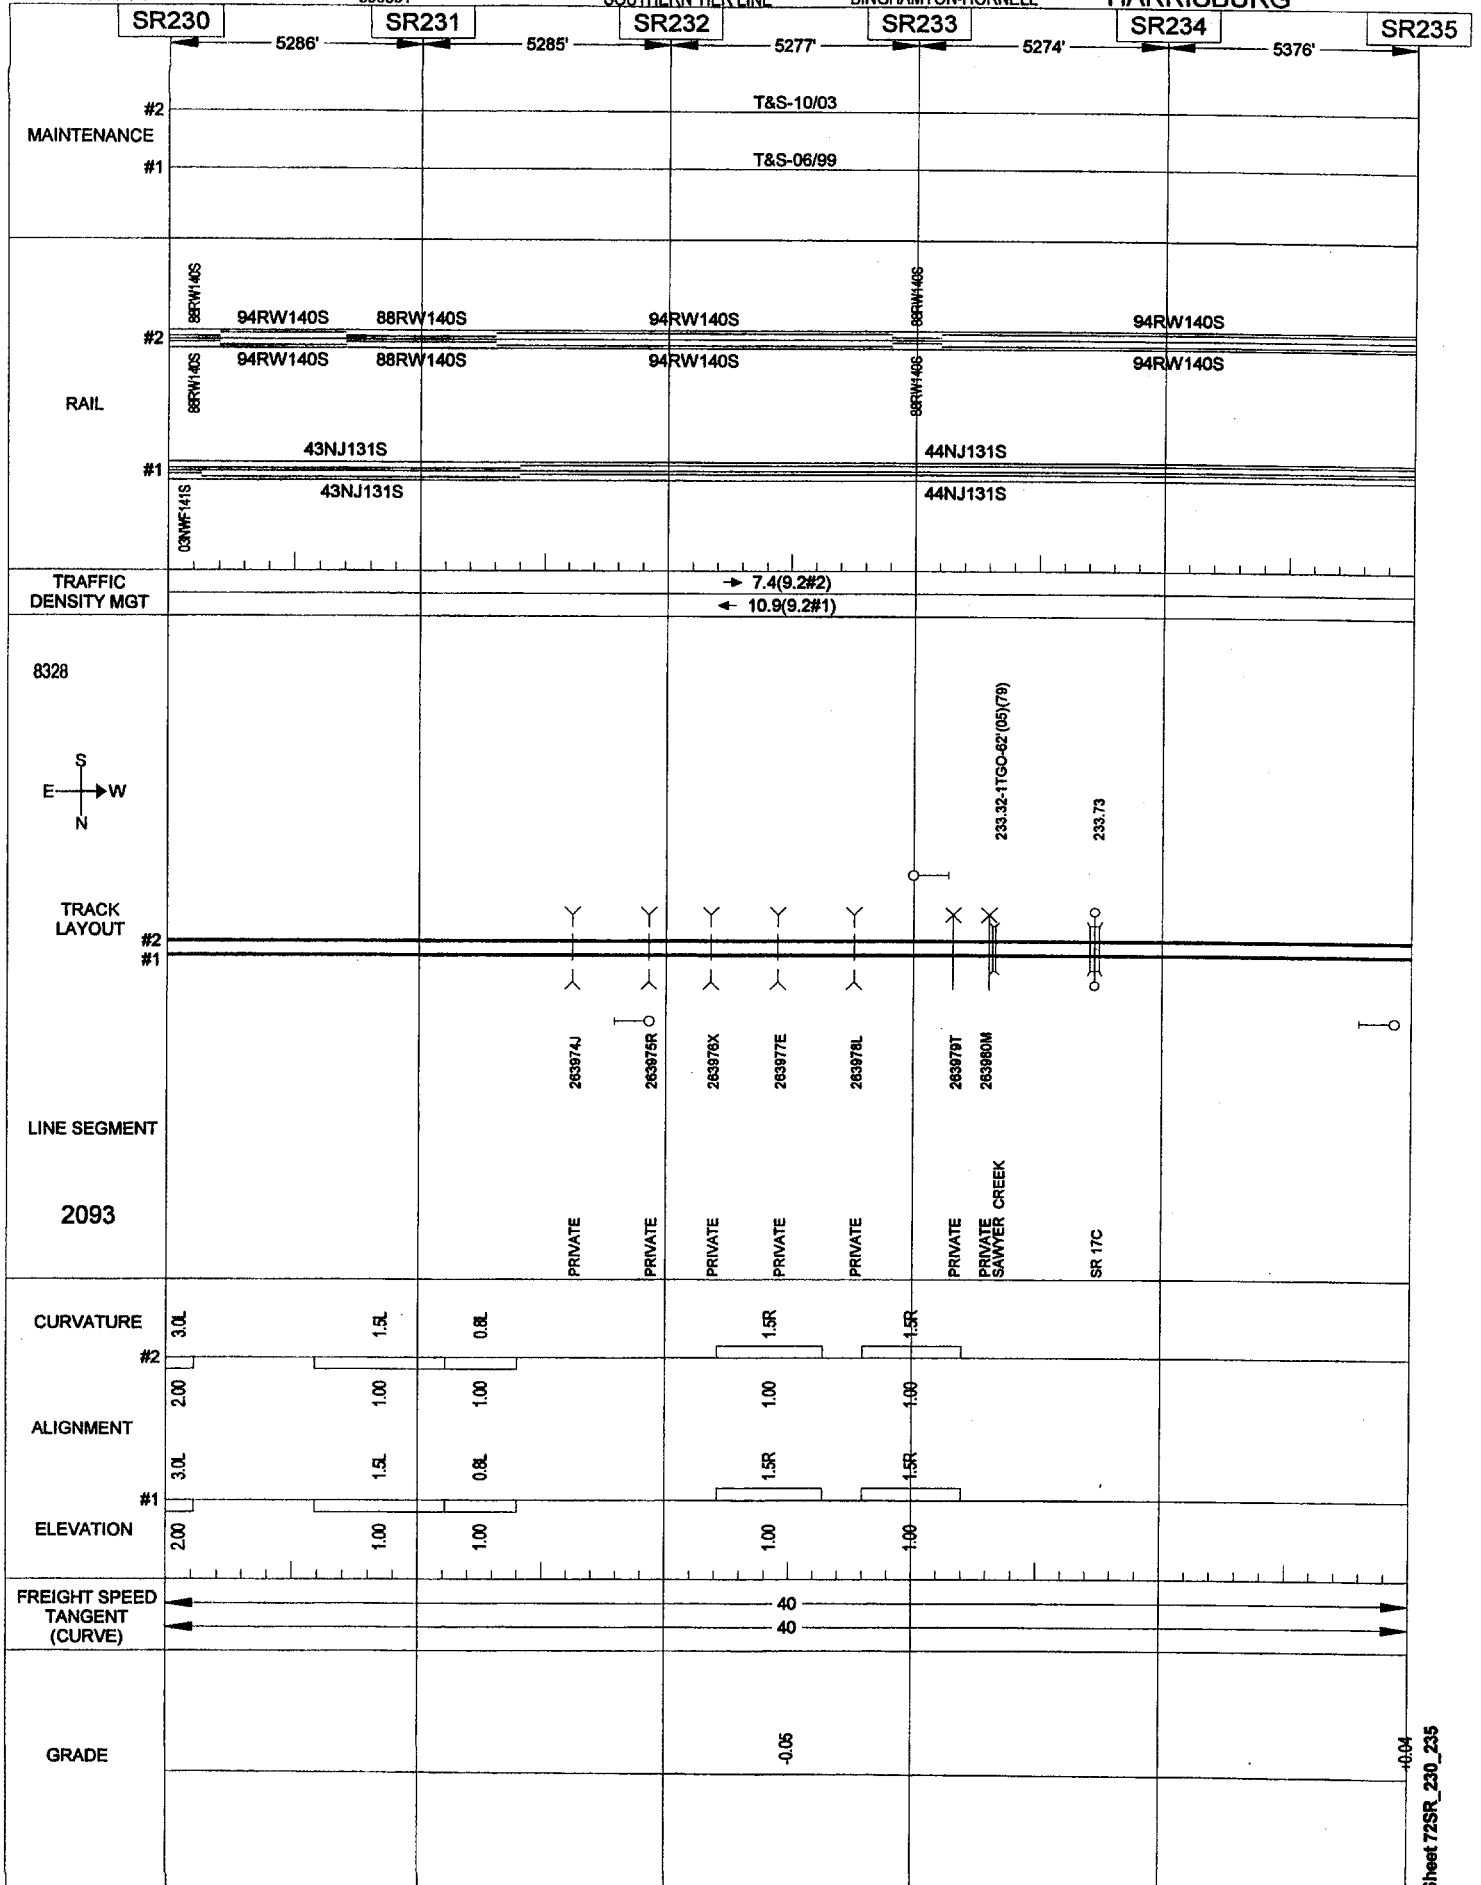 SOUTHERN TIER LINE BINGHAMTON-HORNELL HARRISBURG
SR230 SR231 SR232 SR233 SR234 SR235
5286' 5285' 5277' 5274' 5376'
#2 T&S-10/03
MAINTENANCE
#1 T&S-06/99
88RW140S 88RW140S
94RW140S 88RW140S 94RW140S 94RW140S
#2
94RW140S 88RW140S 94RW140S 94RW140S
88RW140S 88RW140S
RAIL
43NJ131S 44NJ131S
#1
43NJ131S 44NJ131S
03NWF141S
TRAFFIC
DENSITY MGT
→ 7.4(9.2#2)
← 10.9(9.2#1)
8328
S
E W
N
233.32-1TGO-62'(05)(79)
233.73
TRACK
LAYOUT
#2
#1
263974J 263975R 263976X 263977E 263978L 263979T 263980M
LINE SEGMENT
2093
PRIVATE PRIVATE PRIVATE PRIVATE PRIVATE PRIVATE PRIVATE
SAWYER CREEK
SR 17C
CURVATURE
3.0L 1.5L 0.8L 1.5R 1.5R
#2
2.00 1.00 1.00 1.00 1.00
ALIGNMENT
3.0L 1.5L 0.8L 1.5R 1.5R
#1
ELEVATION
2.00 1.00 1.00 1.00 1.00
FREIGHT SPEED
TANGENT
(CURVE)
40
40
GRADE
-0.05
+0.04
Sheet 72SR_230_235